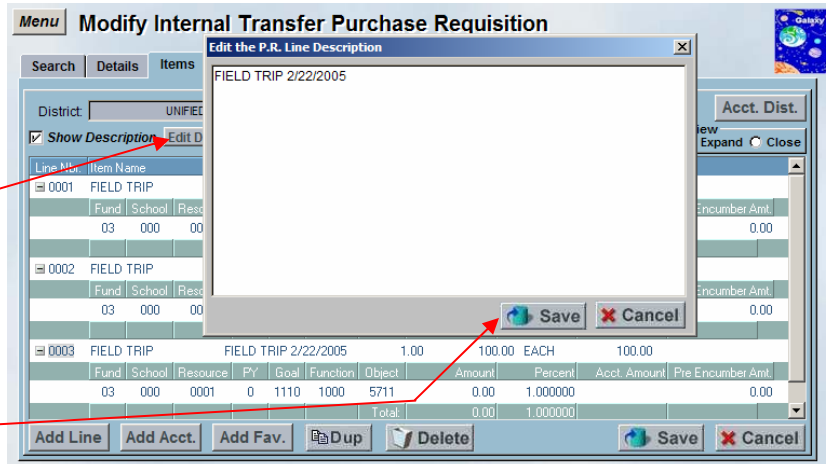 Menu Modify Internal Transfer Purchase Requisition
Galaxy
Edit the P.R. Line Description
Search Details Items
FIELD TRIP 2/22/2005
District: UNIFIED
Acct. Dist.
Show Description Edit D
iew
Expand Close
Line Nbr. Item Name
0001 FIELD TRIP
Fund School Reso Encumber Amt.
03 000 00 0.00
0002 FIELD TRIP
Fund School Reso Encumber Amt.
03 000 00 0.00
Save Cancel
0003 FIELD TRIP FIELD TRIP 2/22/2005 1.00 100.00 EACH 100.00
Fund School Resource PY Goal Function Object Amount Percent Acct. Amount Pre Encumber Amt.
03 000 0001 0 1110 1000 5711 0.00 1.000000 0.00
Total: 0.00 1.000000
Add Line Add Acct. Add Fav. Dup Delete Save Cancel